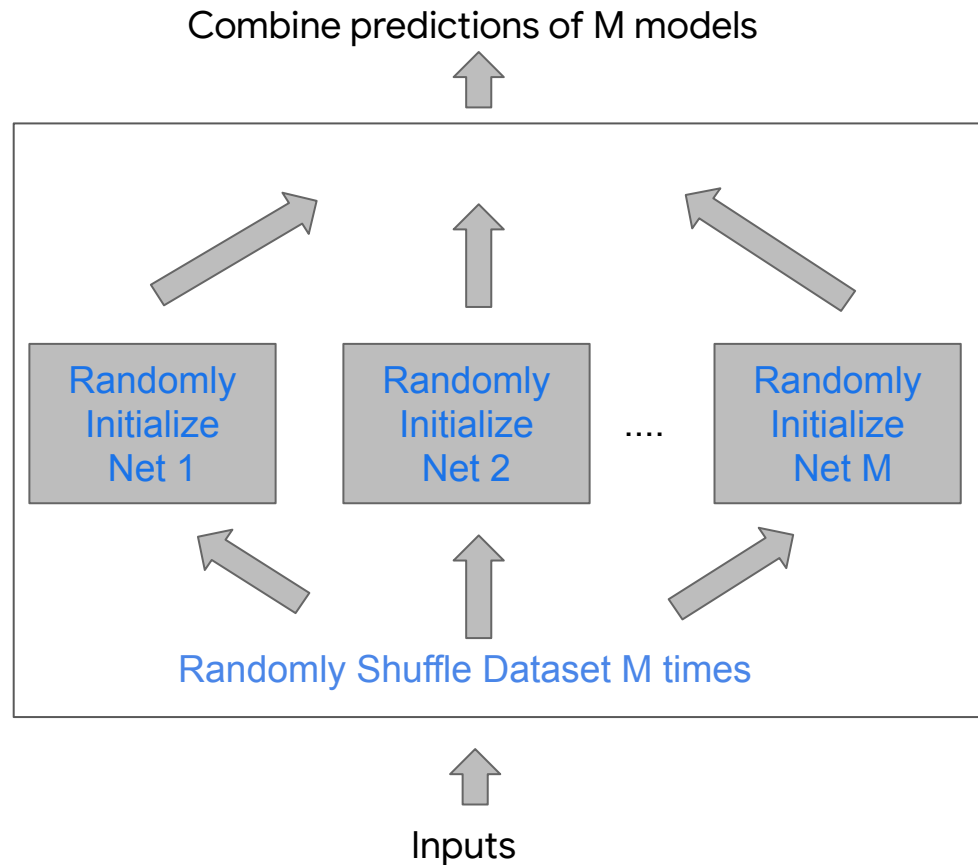 Combine predictions of M models
Randomly
Initialize
Net 1
Randomly
Initialize
Net 2
....
Randomly
Initialize
Net M
Randomly Shuffle Dataset M times
Inputs